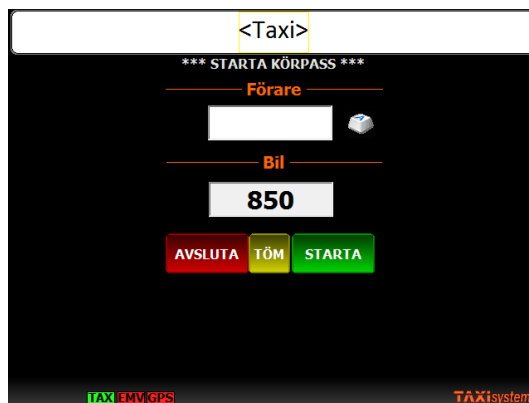 <Taxi>
*** STARTA KÖRPASS ***
Förare
Bil
850
AVSLUTA TÖM STARTA
TAX EMV GPS
TAXIsystem